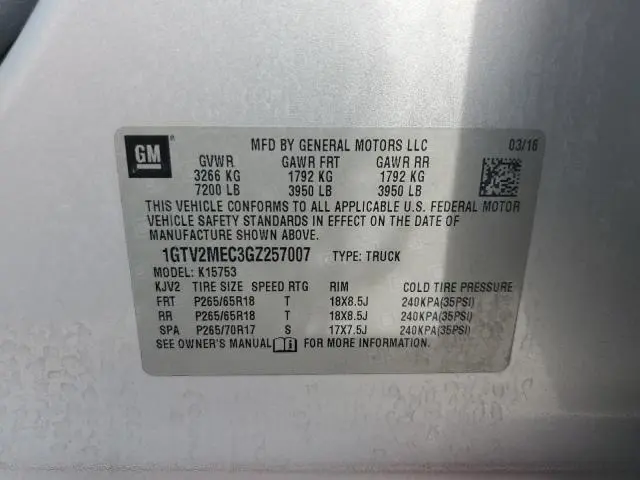 GM
MFD BY GENERAL MOTORS LLC 03/16
GVWR GAWR FRT GAWR RR
3266 KG 1792 KG 1792 KG
7200 LB 3950 LB 3950 LB
THIS VEHICLE CONFORMS TO ALL APPLICABLE U.S. FEDERAL MOTOR
VEHICLE SAFETY STANDARDS IN EFFECT ON THE DATE OF
MANUFACTURE SHOWN ABOVE.
1GTV2MEC3GZ257007 TYPE: TRUCK
MODEL: K15753
KJV2 TIRE SIZE SPEED RTG RIM COLD TIRE PRESSURE
FRT P265/65R18 T 18X8.5J 240KPA(35PSI)
RR P265/65R18 T 18X8.5J 240KPA(35PSI)
SPA P265/70R17 S 17X7.5J 240KPA(35PSI)
SEE OWNER'S MANUAL FOR MORE INFORMATION.